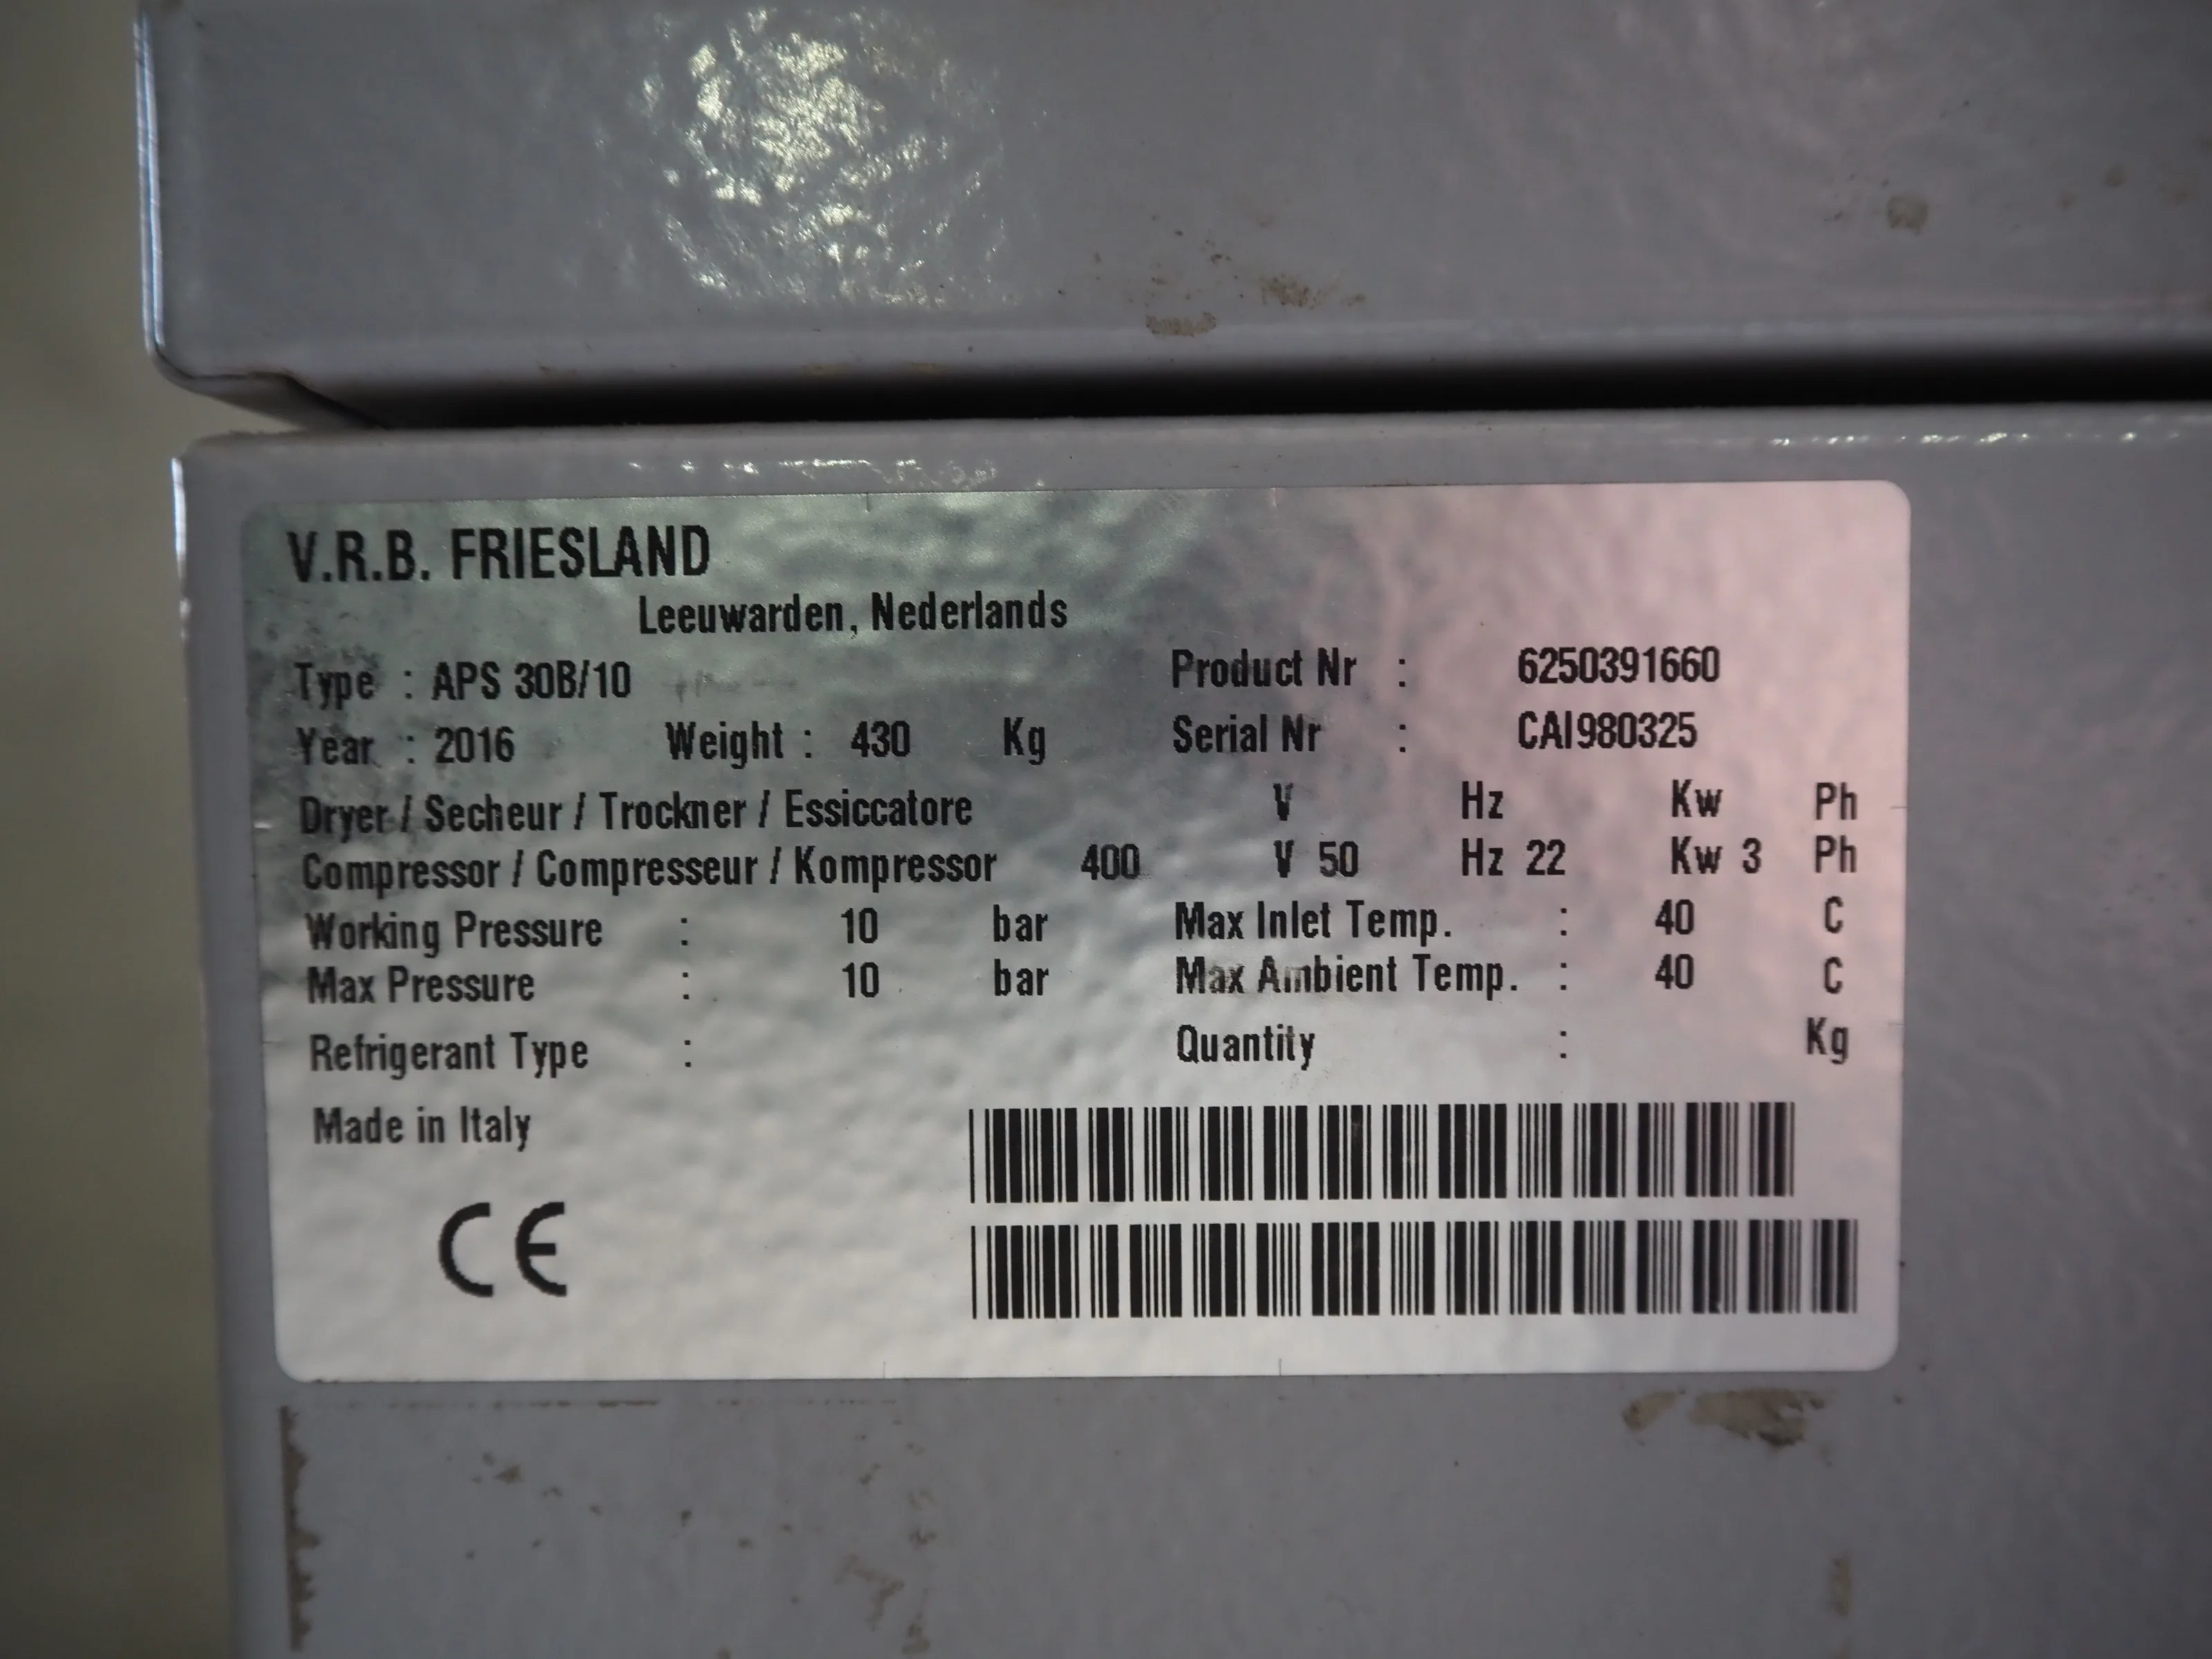 V.R.B. FRIESLAND
Leeuwarden, Nederlands
Type : APS 30B/10 Product Nr : 6250391660
Year : 2016 Weight : 430 Kg Serial Nr : CAI980325
Dryer / Secheur / Trockner / Essiccatore V Hz Kw Ph
Compressor / Compresseur / Kompressor 400 V 50 Hz 22 Kw 3 Ph
Working Pressure : 10 bar Max Inlet Temp. : 40 C
Max Pressure : 10 bar Max Ambient Temp. : 40 C
Refrigerant Type : Quantity : Kg
Made in Italy
CE